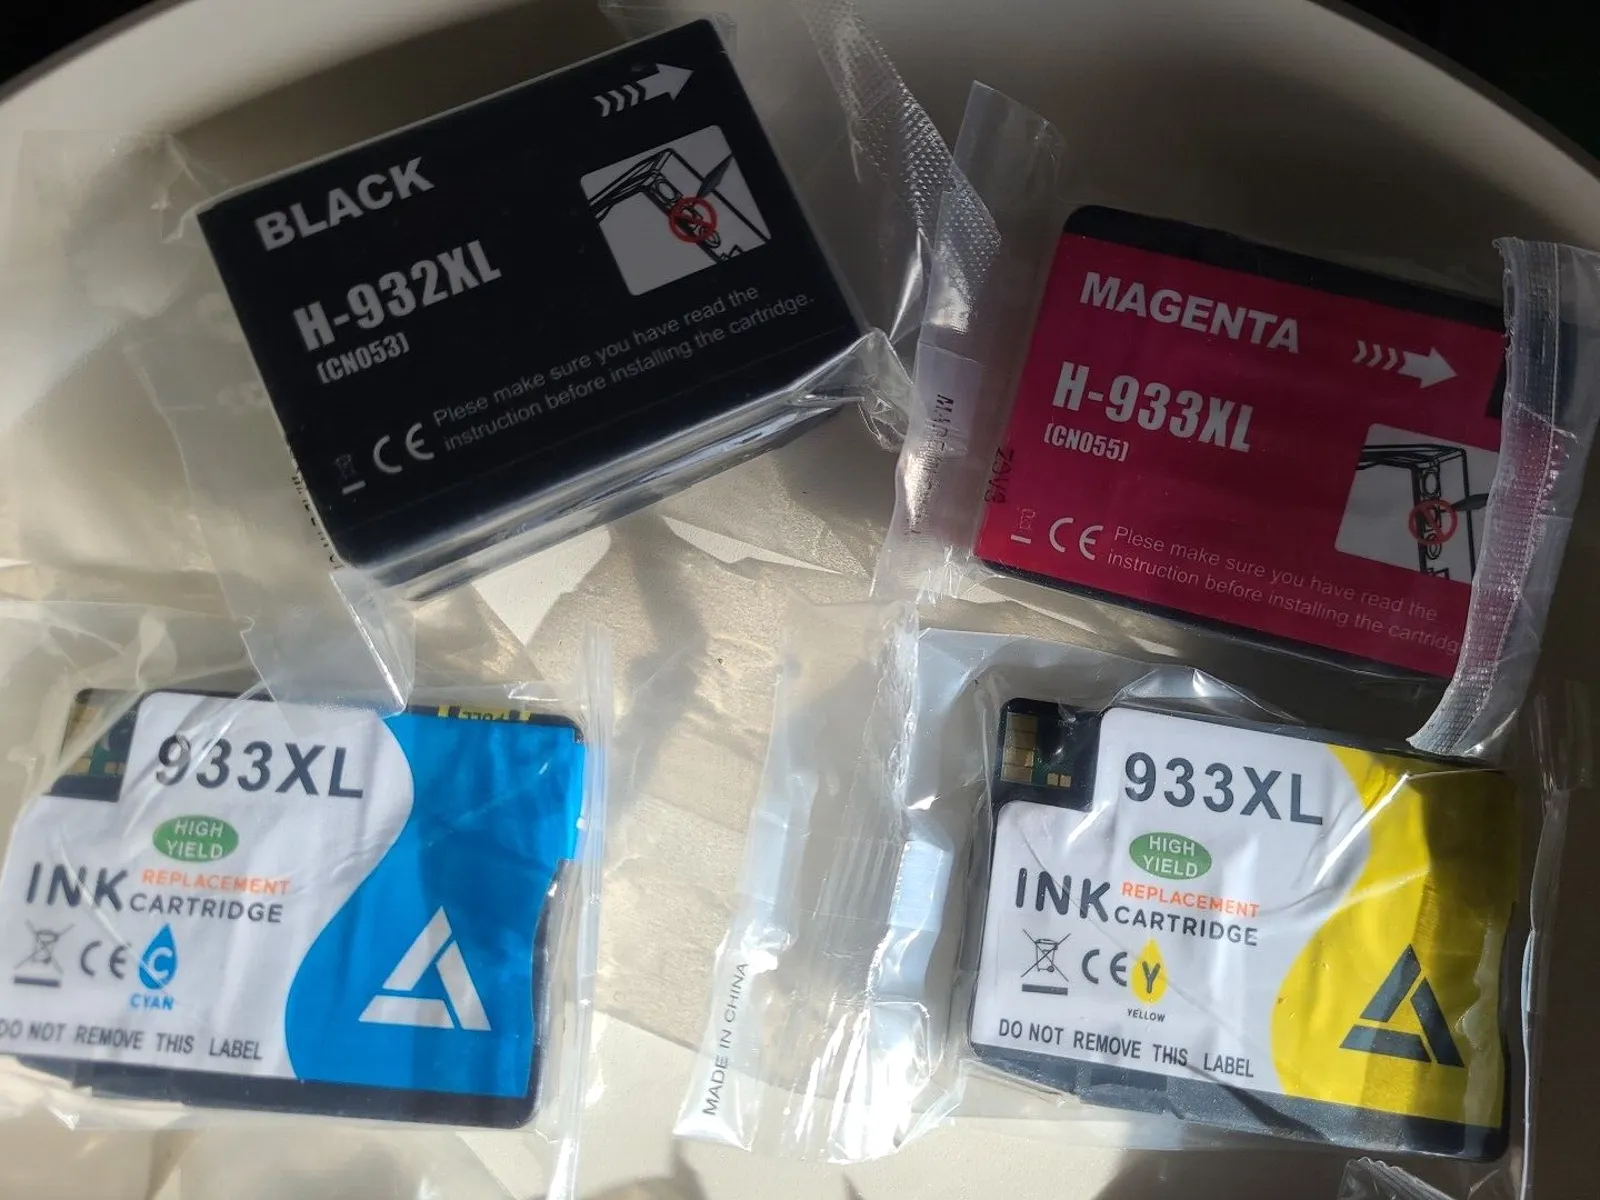 BLACK
H-932XL
(CN053)
CE
Plese make sure you have read the
instruction before installing the cartridge.
MAGENTA
H-933XL
(CN055)
CE
Plese make sure you have read the
instruction before installing the cartridg
933XL
HIGH
YIELD
INK
REPLACEMENT
CARTRIDGE
CE
C
CYAN
DO NOT REMOVE THIS LABEL
MADE IN CHINA
933XL
HIGH
YIELD
INK
REPLACEMENT
CARTRIDGE
CE
Y
YELLOW
DO NOT REMOVE THIS LABEL